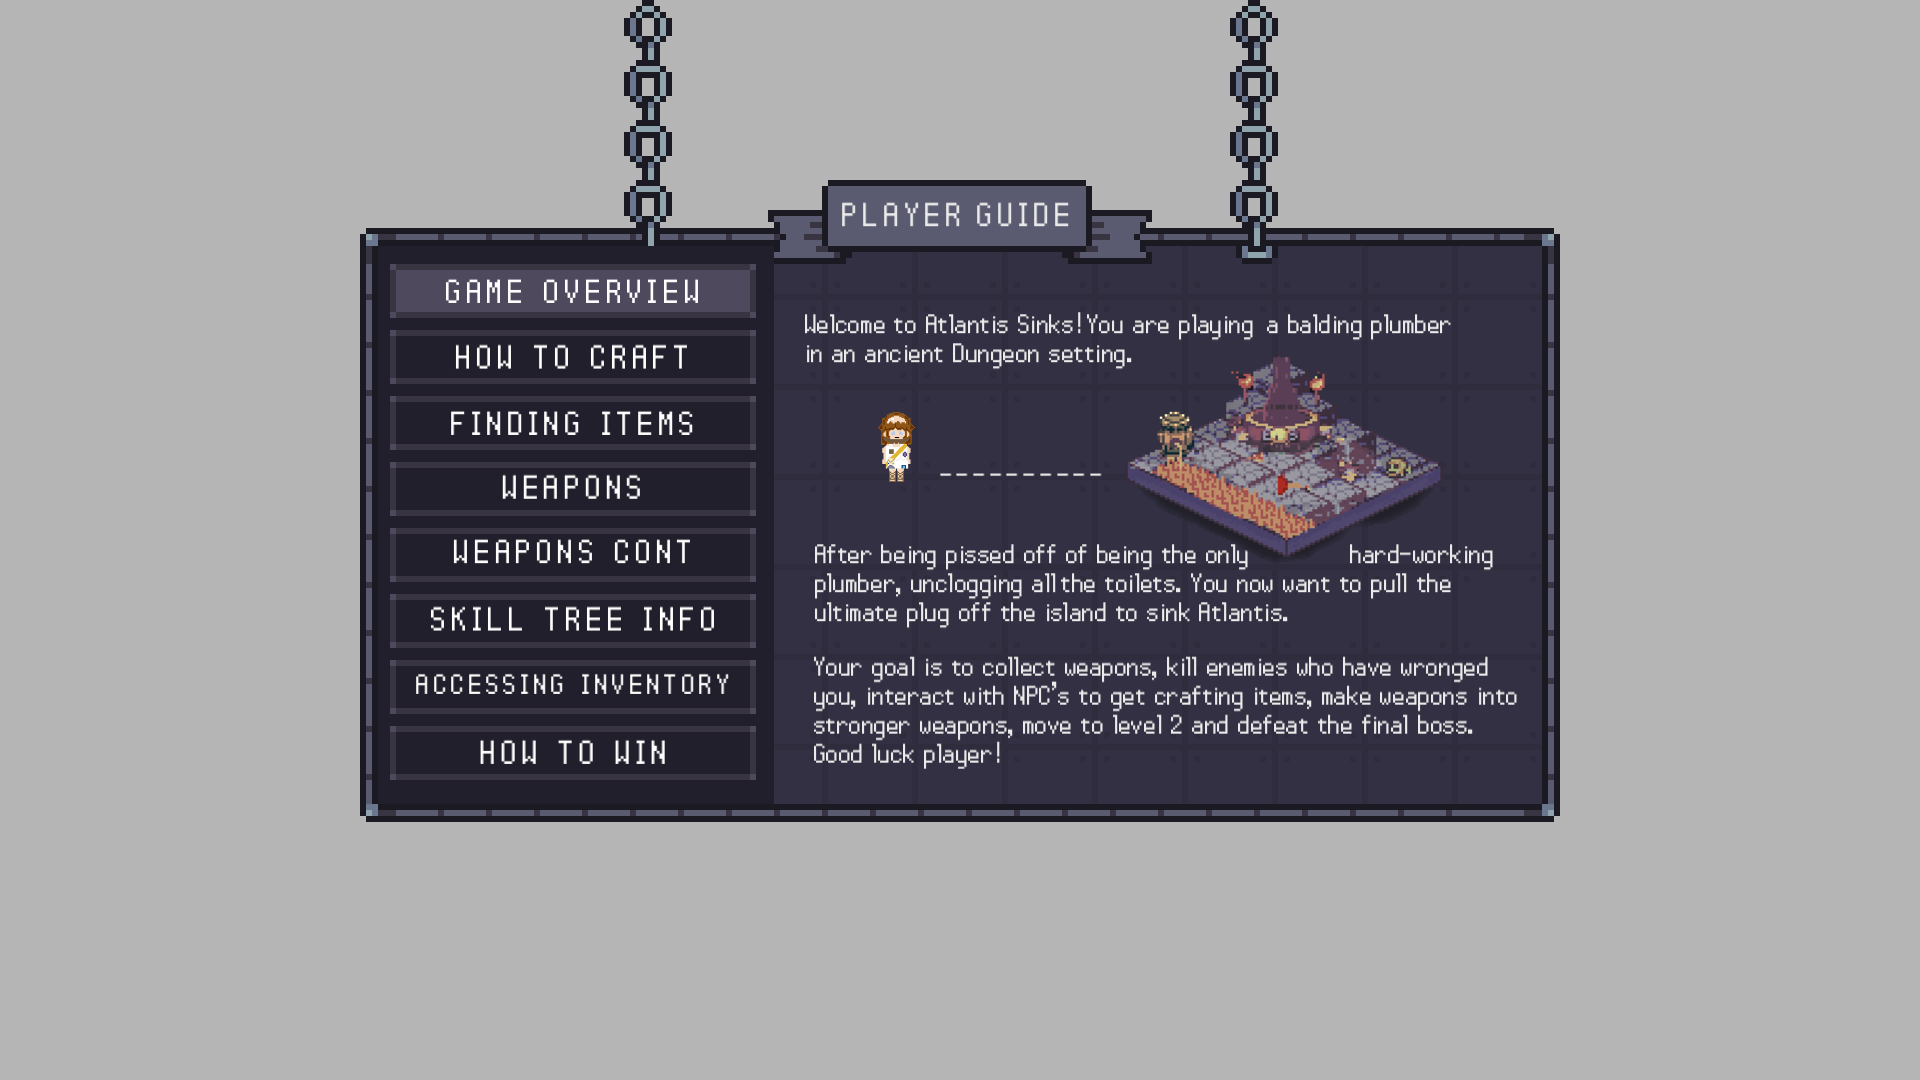 PLAYER GUIDE
GAME OVERVIEW
HOW TO CRAFT
FINDING ITEMS
WEAPONS
WEAPONS CONT
SKILL TREE INFO
ACCESSING INVENTORY
HOW TO WIN
Welcome to Atlantis Sinks! You are playing a balding plumber
in an ancient Dungeon setting.
After being pissed off of being the only hard-working
plumber, unclogging all the toilets. You now want to pull the
ultimate plug off the island to sink Atlantis.
Your goal is to collect weapons, kill enemies who have wronged
you, interact with NPC's to get crafting items, make weapons into
stronger weapons, move to level 2 and defeat the final boss.
Good luck player!